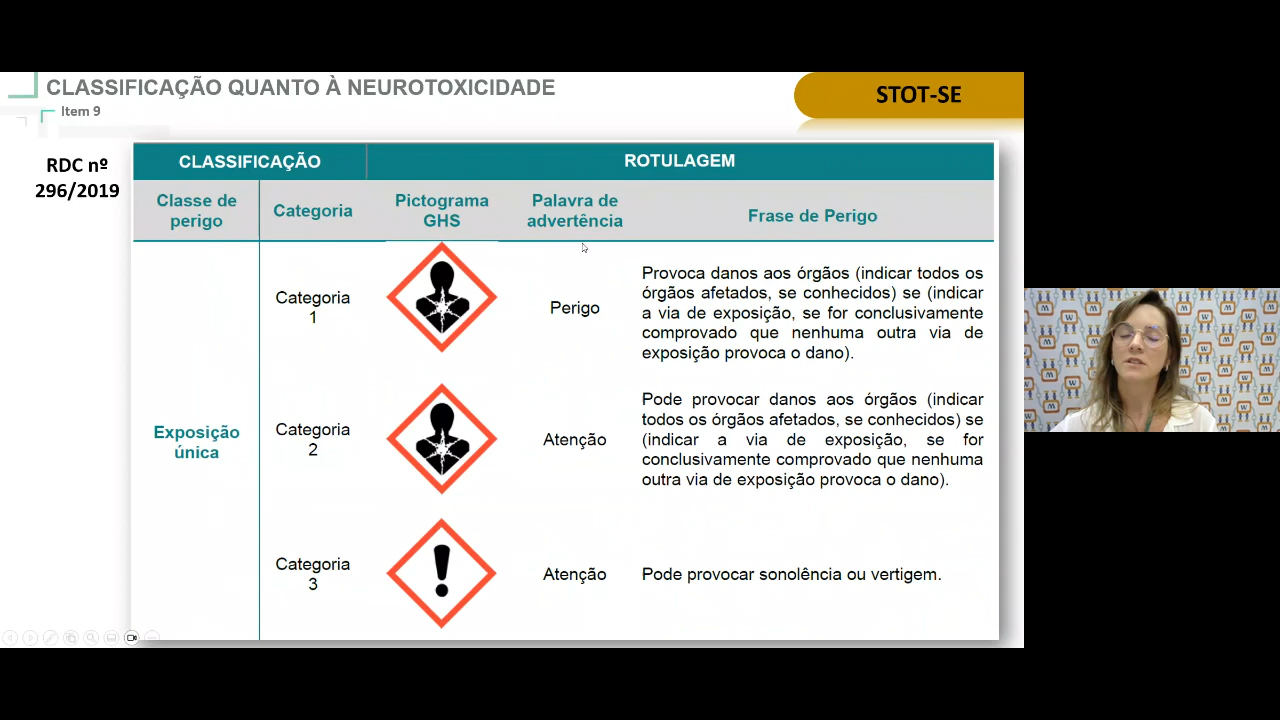 CLASSIFICAÇÃO QUANTO À NEUROTOXICIDADE
Item 9
STOT-SE
RDC nº
296/2019
CLASSIFICAÇÃO
ROTULAGEM
Classe de
perigo
Categoria
Pictograma
GHS
Palavra de
advertência
Frase de Perigo
Exposição
única
Categoria
1
Perigo
Provoca danos aos órgãos (indicar todos os
órgãos afetados, se conhecidos) se (indicar
a via de exposição, se for conclusivamente
comprovado que nenhuma outra via de
exposição provoca o dano).
Categoria
2
Atenção
Pode provocar danos aos órgãos (indicar
todos os órgãos afetados, se conhecidos) se
(indicar a via de exposição, se for
conclusivamente comprovado que nenhuma
outra via de exposição provoca o dano).
Categoria
3
Atenção
Pode provocar sonolência ou vertigem.